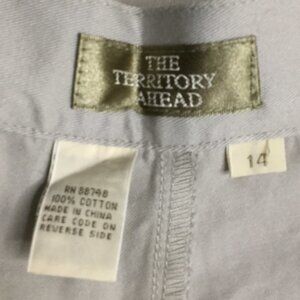 THE
TERRITORY
AHEAD
14
RN 88748
100% COTTON
MADE IN CHINA
CARE CODE ON
REVERSE SIDE